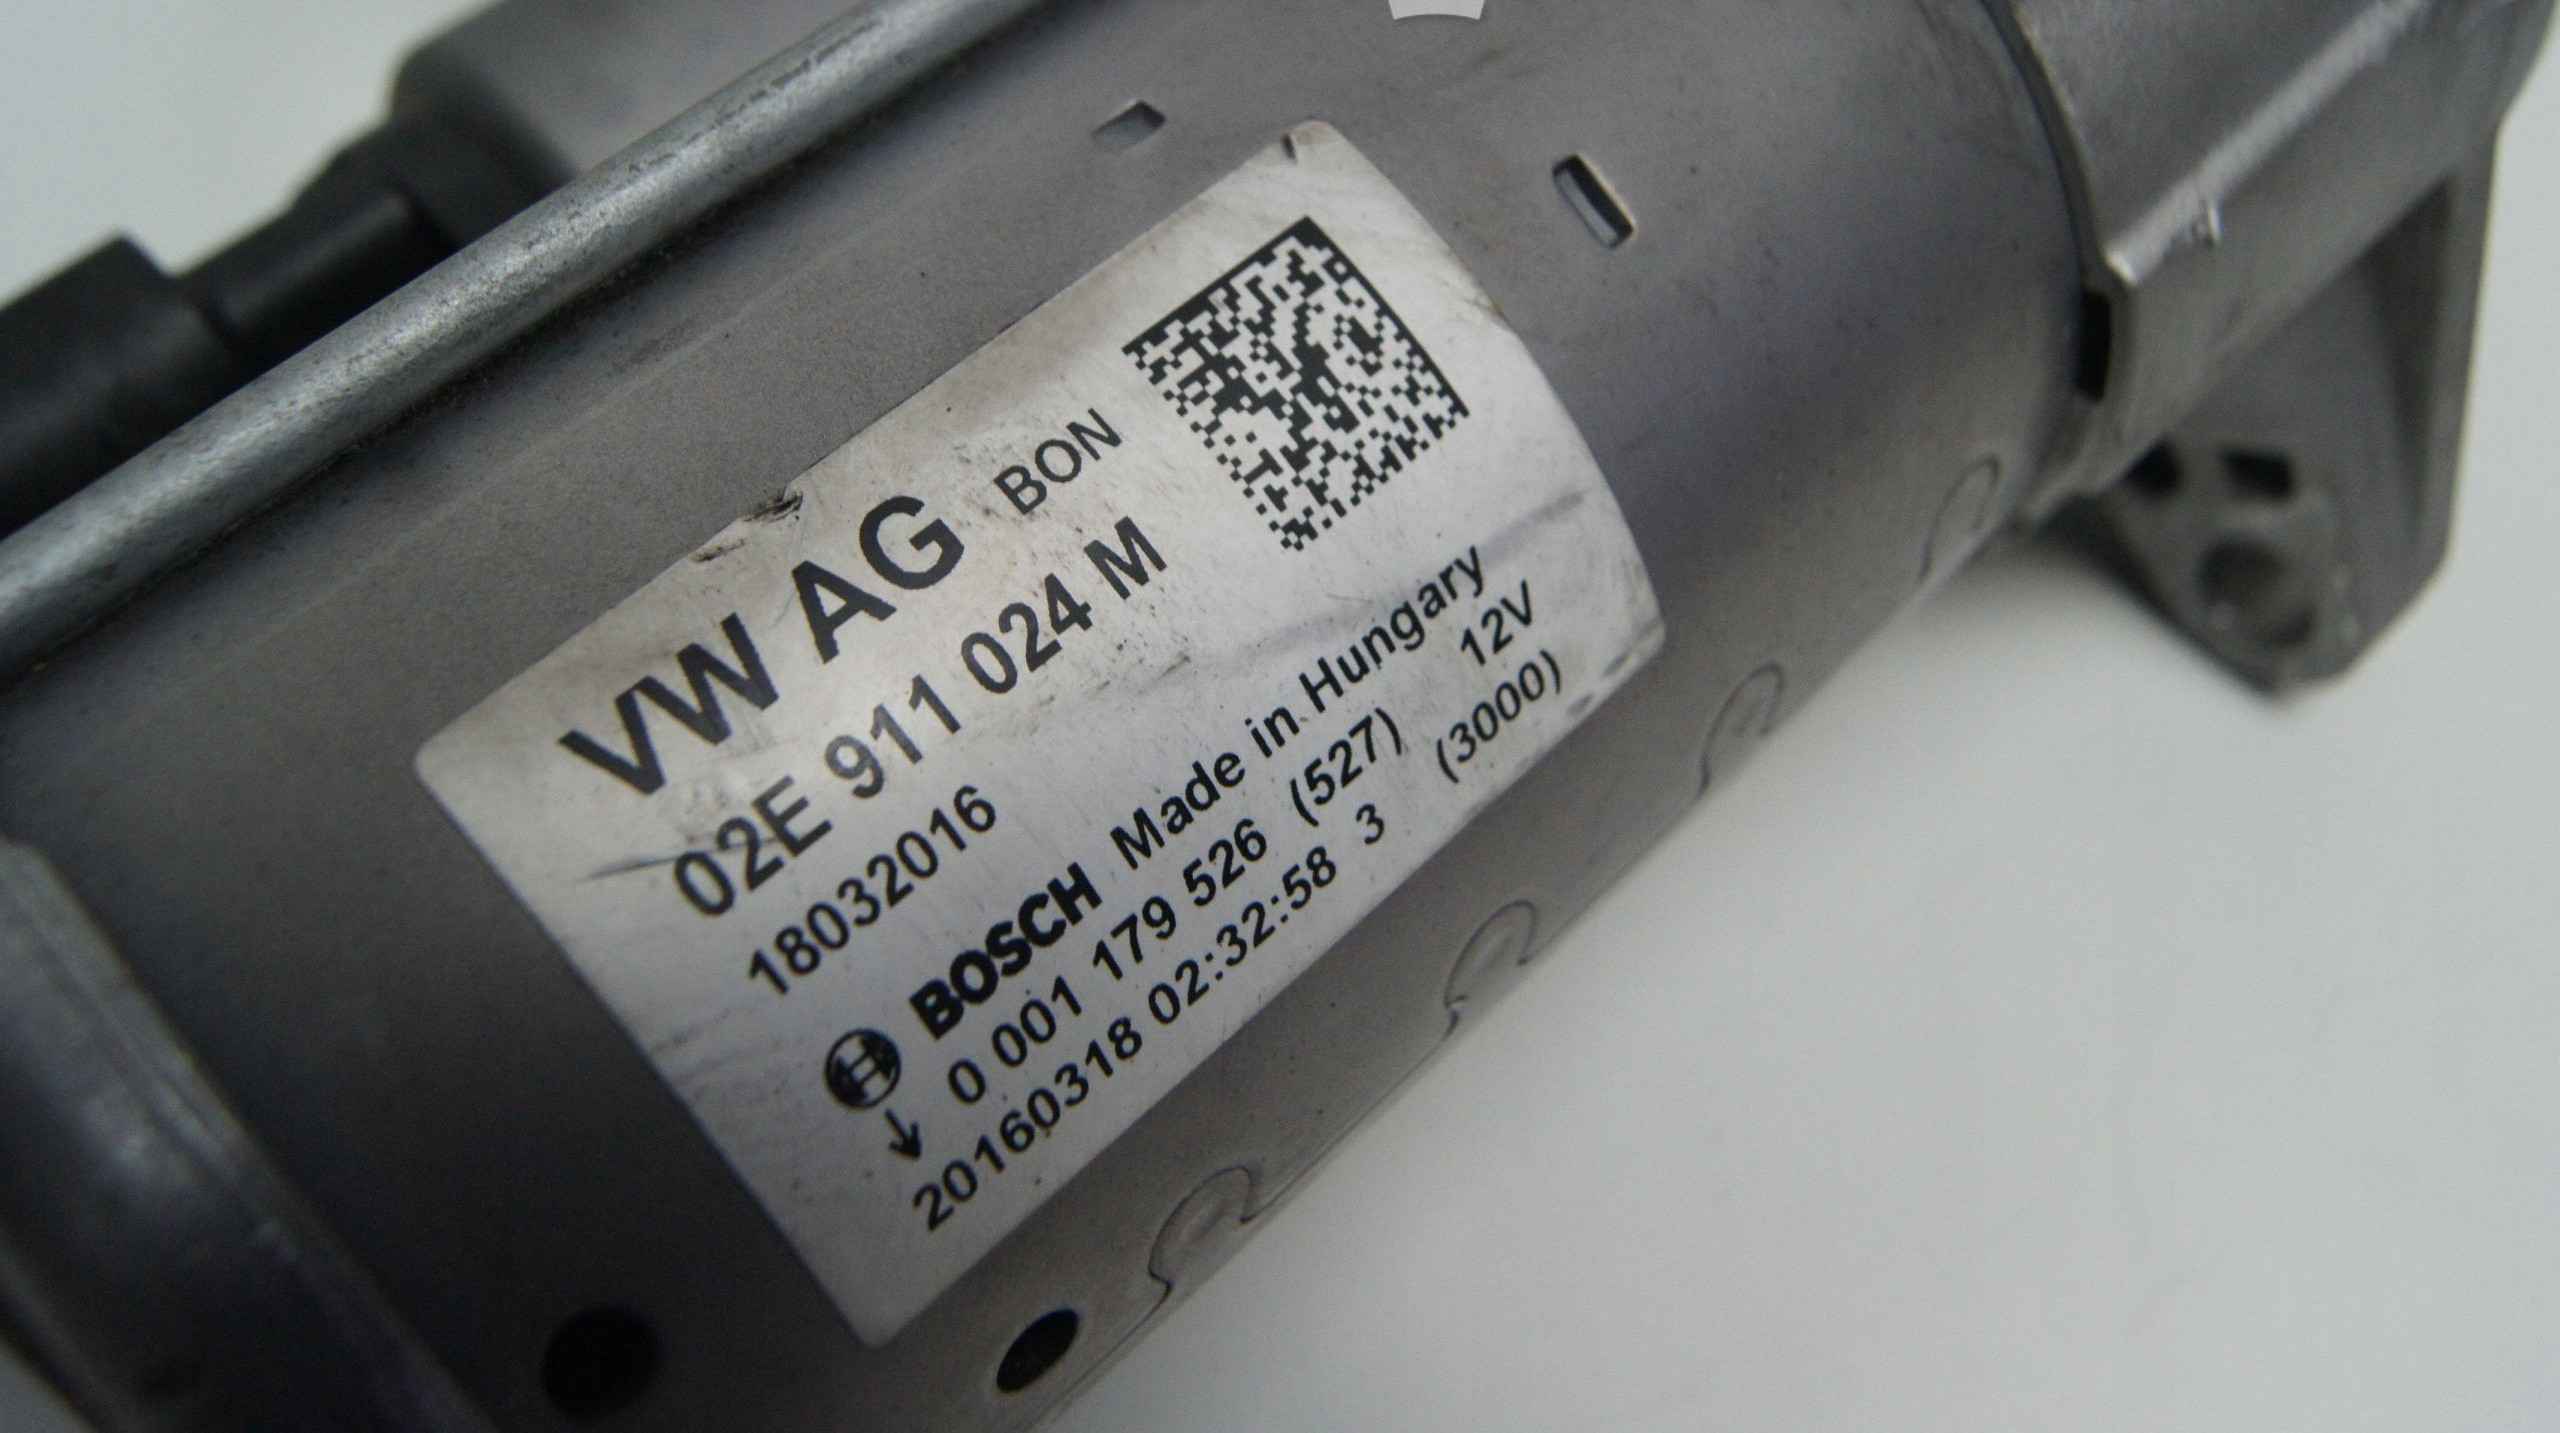 VW AG BON
02E 911 024 M
18032016
BOSCH Made in Hungary
0 001 179 526 (527) 12V
20160318 02:32:58 3 (3000)